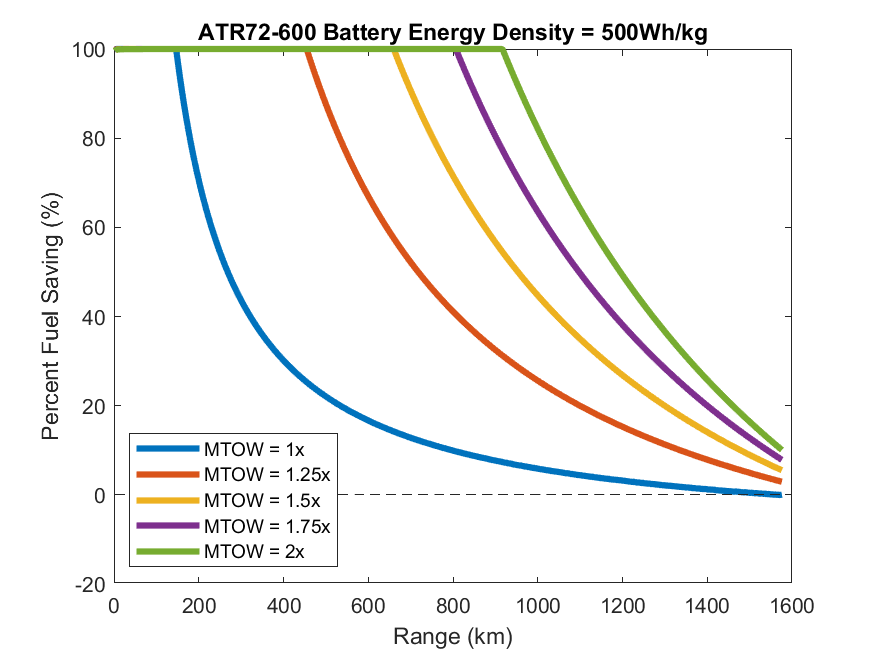 ATR72-600 Battery Energy Density = 500Wh/kg
100
80
60
40
20
0
-20
Percent Fuel Saving (%)
MTOW = 1x
MTOW = 1.25x
MTOW = 1.5x
MTOW = 1.75x
MTOW = 2x
0 200 400 600 800 1000 1200 1400 1600
Range (km)